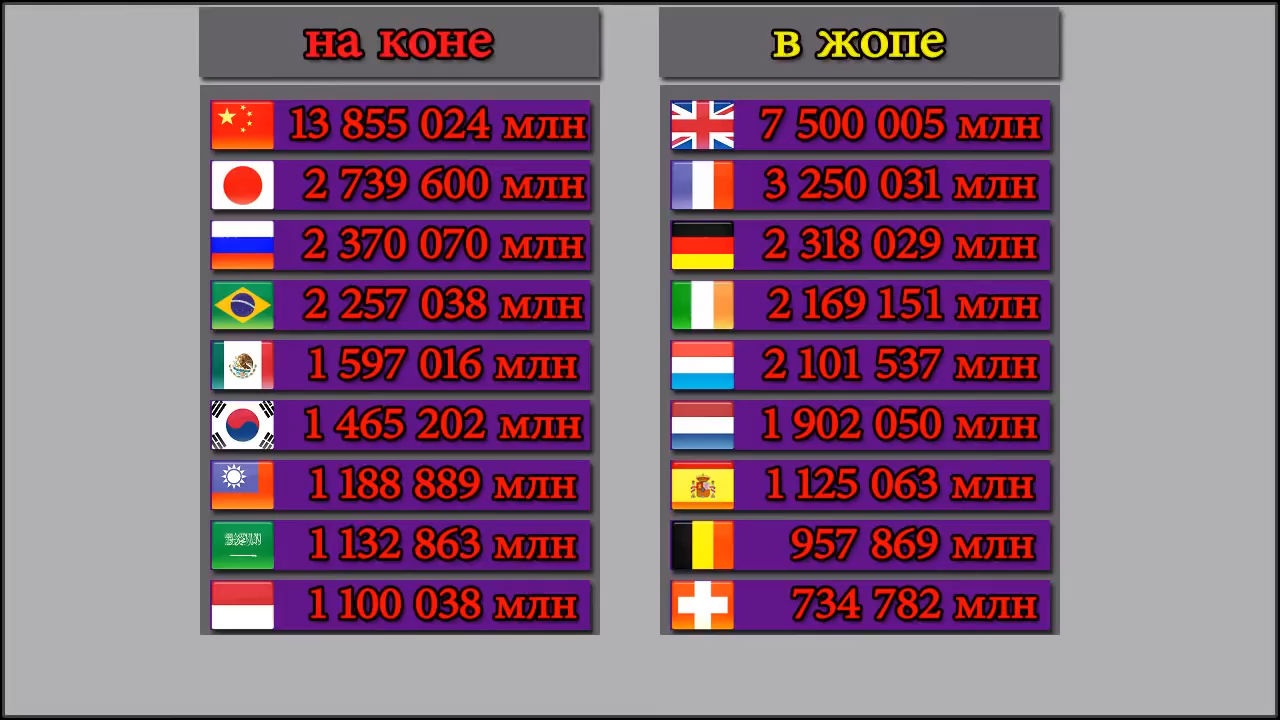 на коне
13 855 024 млн
2 739 600 млн
2 370 070 млн
2 257 038 млн
1 597 016 млн
1 465 202 млн
1 188 889 млн
1 132 863 млн
1 100 038 млн
в жопе
7 500 005 млн
3 250 031 млн
2 318 029 млн
2 169 151 млн
2 101 537 млн
1 902 050 млн
1 125 063 млн
957 869 млн
734 782 млн